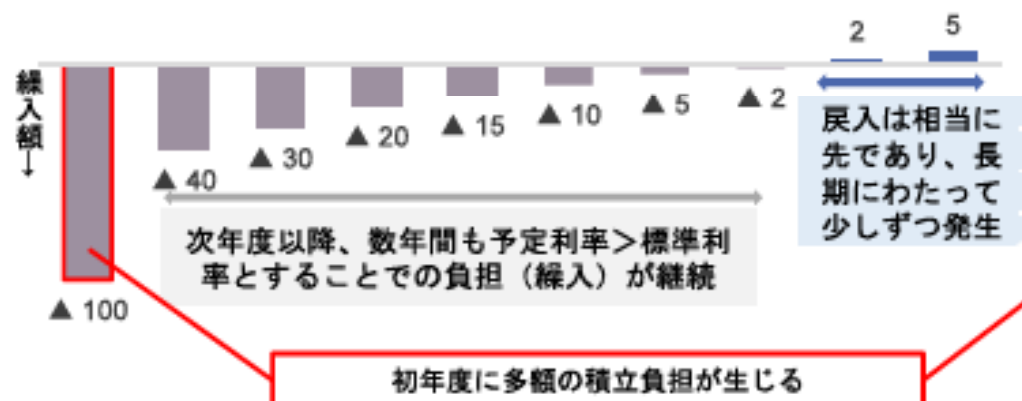 2
5
繰入額↓
▲ 2
▲ 5
▲ 10
▲ 15
▲ 20
▲ 30
▲ 40
▲ 100
戻入は相当に
先であり、長
期にわたって
少しずつ発生
次年度以降、数年間も予定利率＞標準利
率とすることでの負担（繰入）が継続
初年度に多額の積立負担が生じる